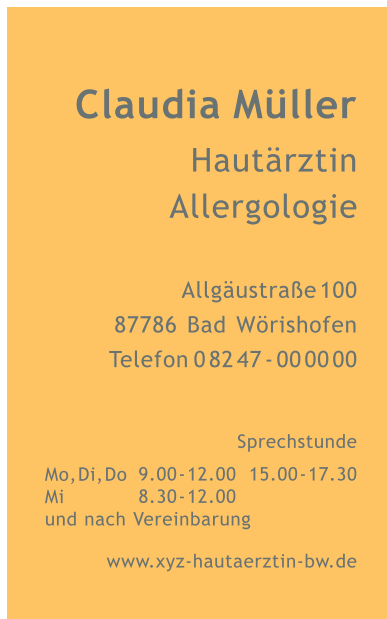 Claudia Müller
Hautärztin
Allergologie
Allgäustraße 100
87786 Bad Wörishofen
Telefon 0 82 47 - 00 00 00
Sprechstunde
Mo,Di,Do 9.00-12.00 15.00-17.30
Mi 8.30-12.00
und nach Vereinbarung
www.xyz-hautaerztin-bw.de